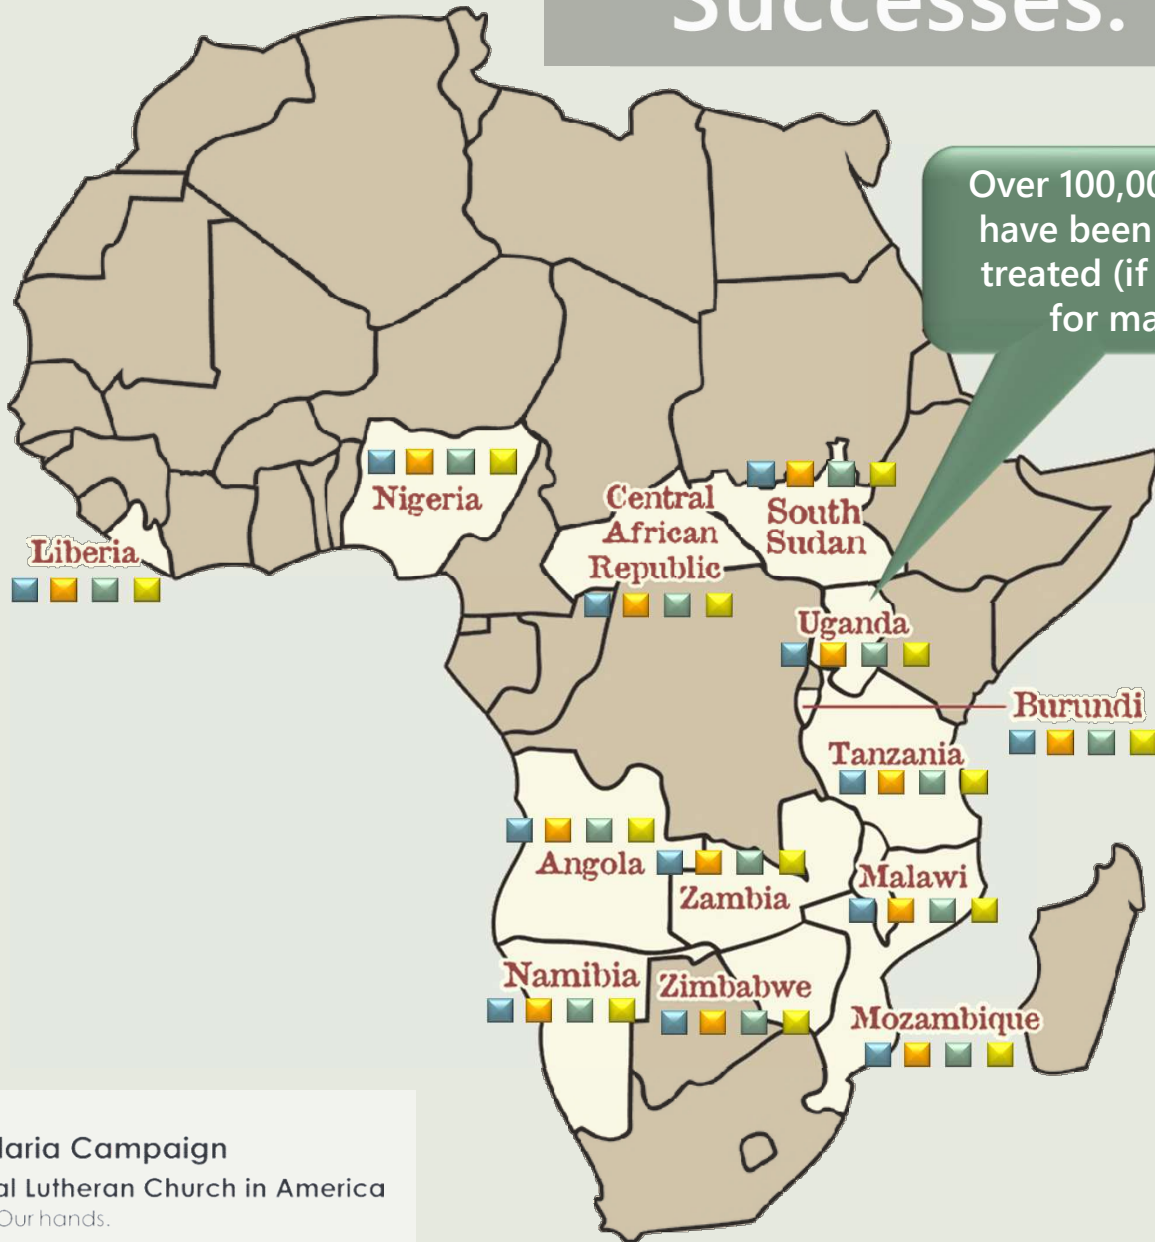 Successes.
Over 100,00
have been
treated (if
for ma
Nigeria
Central
African
Republic
South
Sudan
Liberia
Uganda
Burundi
Tanzania
Angola
Zambia
Malawi
Namibia
Zimbabwe
Mozambique
laria Campaign
al Lutheran Church in America
Our hands.